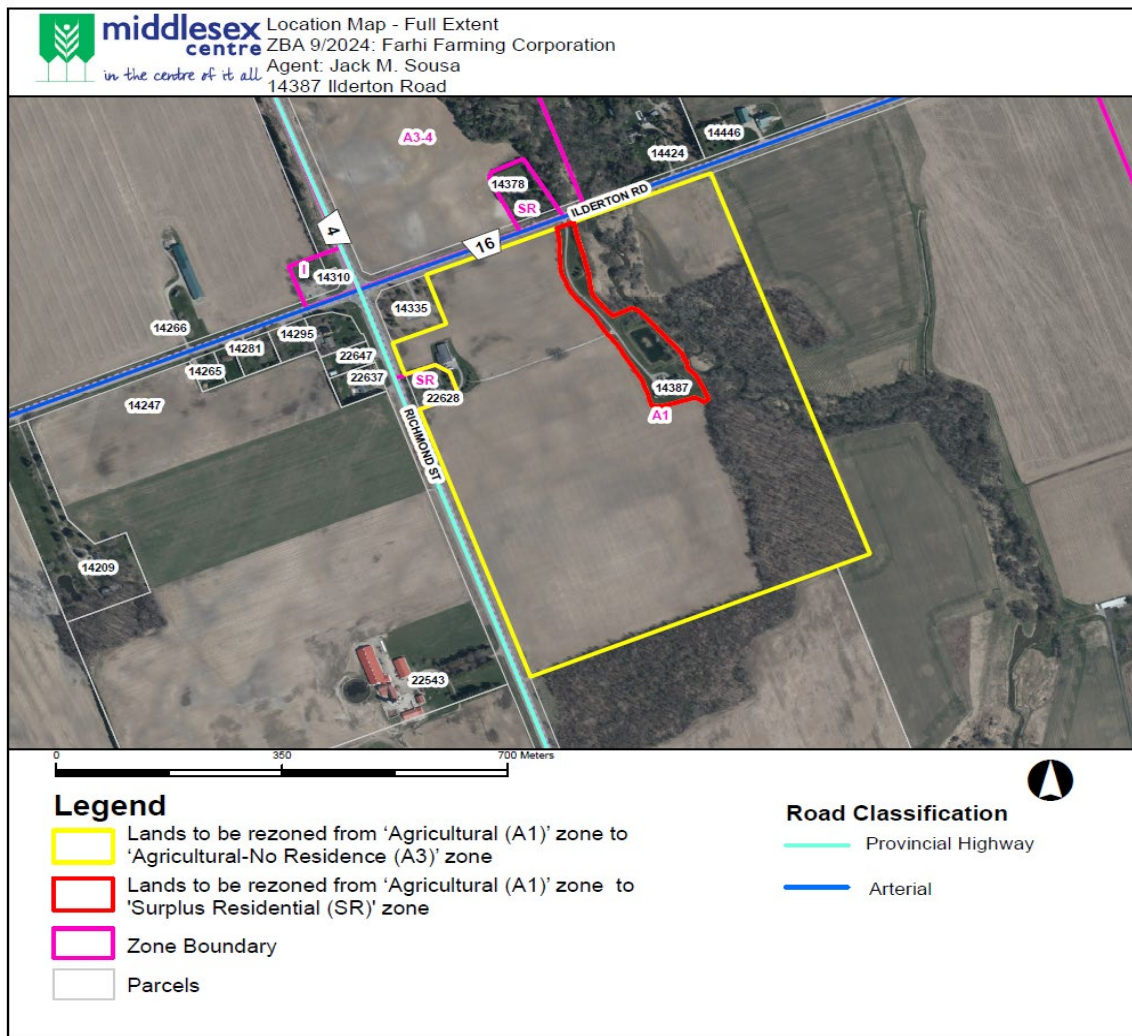 middlesex
centre
in the centre of it all
Location Map - Full Extent
ZBA 9/2024: Farhi Farming Corporation
Agent: Jack M. Sousa
14387 Ilderton Road
A3-4
14446
14424
14378
SR
ILDERTON RD
4
16
I
14310
14335
14266
14295
14281
14265
22647
22637
SR
22628
14247
14387
A1
RICHMOND ST
14209
22543
0
350
700 Meters
Legend
Lands to be rezoned from ‘Agricultural (A1)’ zone to
‘Agricultural-No Residence (A3)’ zone
Lands to be rezoned from ‘Agricultural (A1)’ zone to
'Surplus Residential (SR)' zone
Zone Boundary
Parcels
Road Classification
Provincial Highway
Arterial